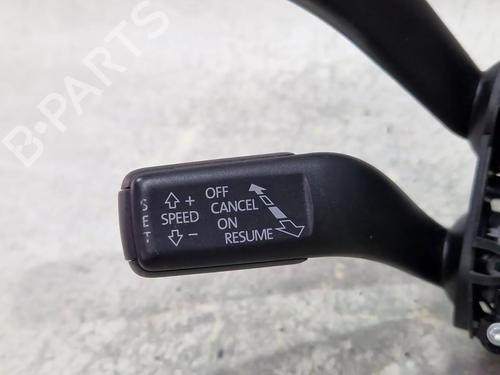 B-PARTS
SET
+
SPEED
-
OFF
CANCEL
ON
RESUME